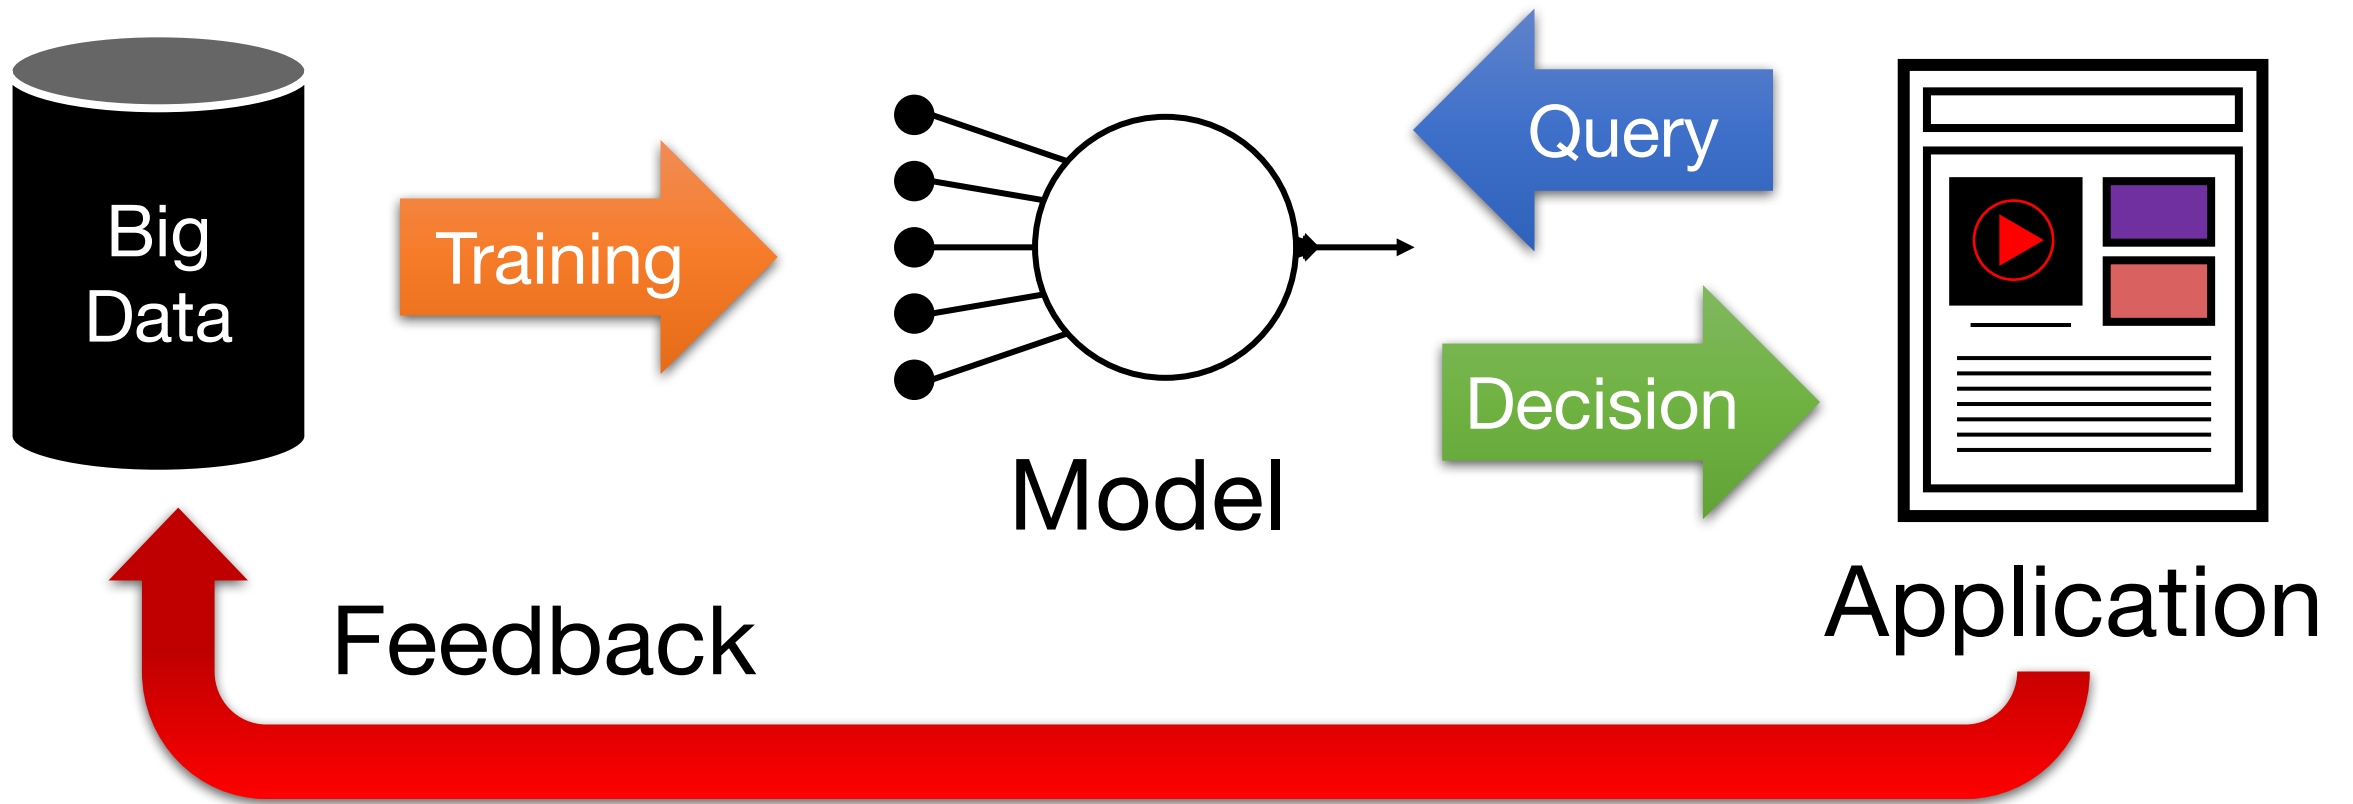 Big
Data
Training
Model
Query
Decision
Application
Feedback